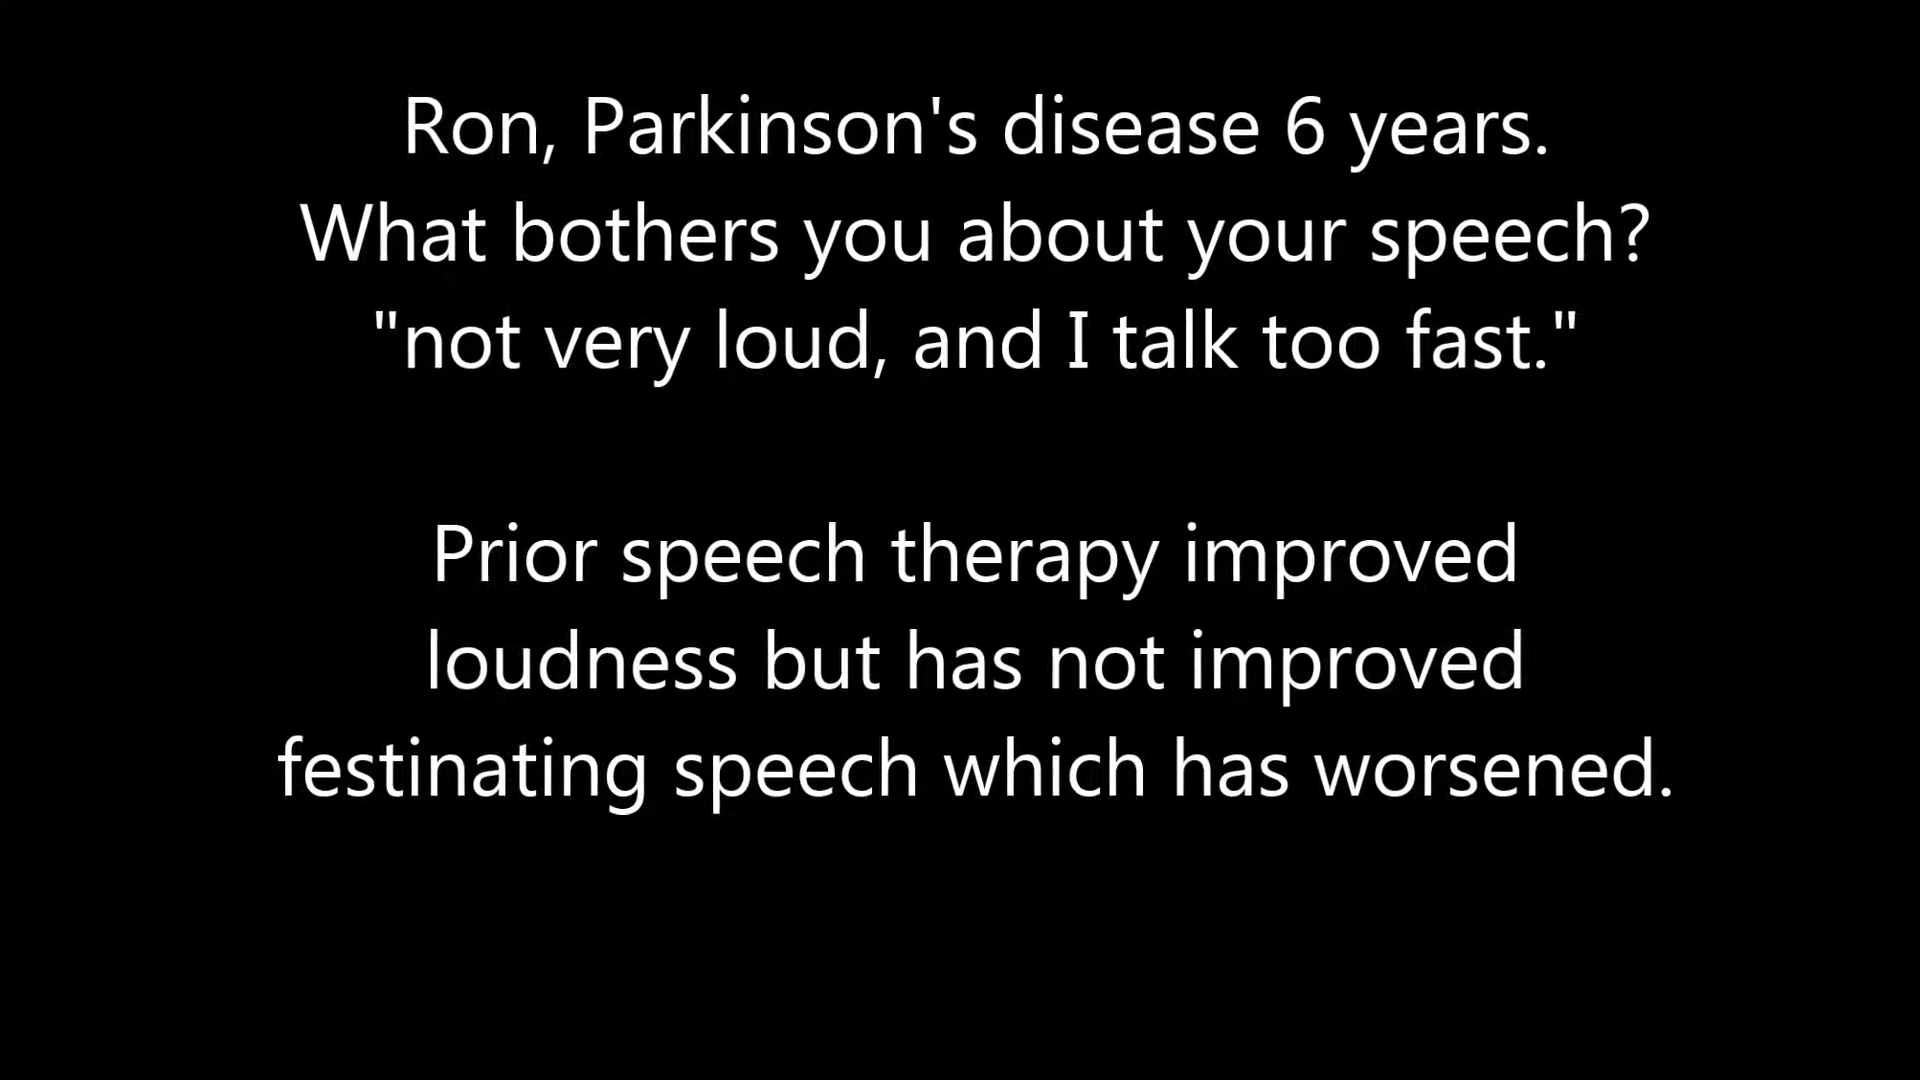 Ron, Parkinson's disease 6 years.
What bothers you about your speech?
"not very loud, and I talk too fast."
Prior speech therapy improved
loudness but has not improved
festinating speech which has worsened.